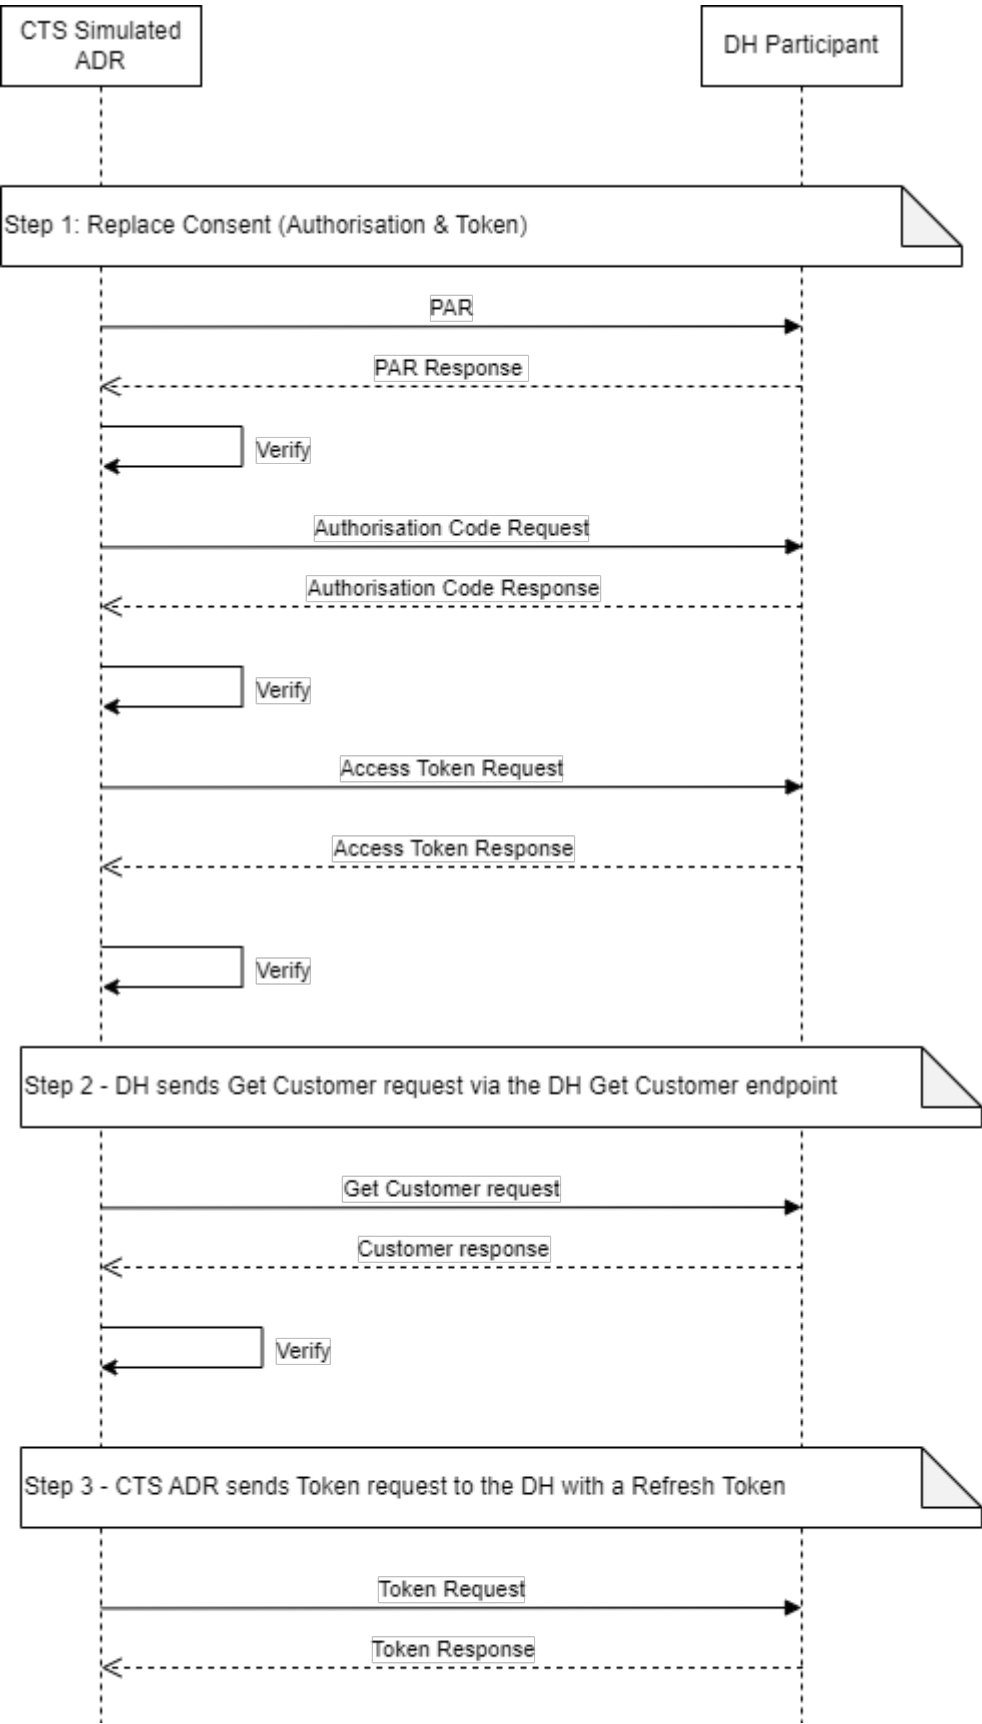 CTS Simulated
ADR
DH Participant
Step 1: Replace Consent (Authorisation & Token)
PAR
PAR Response
Verify
Authorisation Code Request
Authorisation Code Response
Verify
Access Token Request
Access Token Response
Verify
Step 2 - DH sends Get Customer request via the DH Get Customer endpoint
Get Customer request
Customer response
Verify
Step 3 - CTS ADR sends Token request to the DH with a Refresh Token
Token Request
Token Response